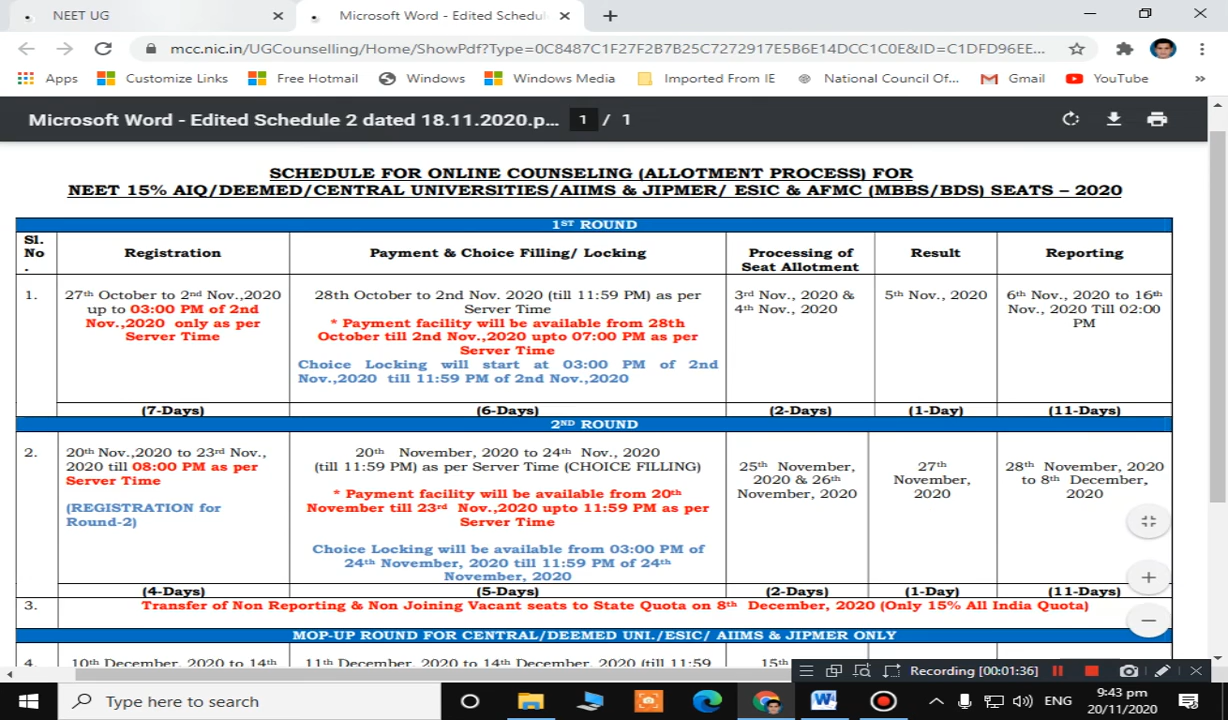 NEET UG
Microsoft Word - Edited Schedul
mcc.nic.in/UGCounselling/Home/ShowPdf?Type=0C8487C1F27F2B7B25C7272917E5B6E14DCC1C0E&ID=C1DFD96EE...
Apps Customize Links Free Hotmail Windows Windows Media Imported From IE National Council Of... Gmail YouTube »
Microsoft Word - Edited Schedule 2 dated 18.11.2020.p... 1 / 1
SCHEDULE FOR ONLINE COUNSELING (ALLOTMENT PROCESS) FOR
NEET 15% AIQ/DEEMED/CENTRAL UNIVERSITIES/AIIMS & JIPMER/ ESIC & AFMC (MBBS/BDS) SEATS – 2020
1ST ROUND
Sl. No .
Registration
Payment & Choice Filling/ Locking
Processing of
Seat Allotment
Result
Reporting
1.
27th October to 2nd Nov.,2020
up to 03:00 PM of 2nd
Nov.,2020 only as per
Server Time
28th October to 2nd Nov. 2020 (till 11:59 PM) as per
Server Time
* Payment facility will be available from 28th
October till 2nd Nov.,2020 upto 07:00 PM as per
Server Time
Choice Locking will start at 03:00 PM of 2nd
Nov.,2020 till 11:59 PM of 2nd Nov.,2020
3rd Nov., 2020 &
4th Nov., 2020
5th Nov., 2020
6th Nov., 2020 to 16th
Nov., 2020 Till 02:00
PM
(7-Days) (6-Days) (2-Days) (1-Day) (11-Days)
2ND ROUND
2.
20th Nov.,2020 to 23rd Nov.,
2020 till 08:00 PM as per
Server Time
(REGISTRATION for
Round-2)
20th November, 2020 to 24th Nov., 2020
(till 11:59 PM) as per Server Time (CHOICE FILLING)
* Payment facility will be available from 20th
November till 23rd Nov.,2020 upto 11:59 PM as per
Server Time
Choice Locking will be available from 03:00 PM of
24th November, 2020 till 11:59 PM of 24th
November, 2020
25th November,
2020 & 26th
November, 2020
27th
November,
2020
28th November, 2020
to 8th December,
2020
(4-Days) (5-Days) (2-Days) (1-Day) (11-Days)
3. Transfer of Non Reporting & Non Joining Vacant seats to State Quota on 8th December, 2020 (Only 15% All India Quota)
MOP-UP ROUND FOR CENTRAL/DEEMED UNI./ESIC/ AIIMS & JIPMER ONLY
4. 10th December, 2020 to 14th 11th December, 2020 to 14th December, 2020 (till 11:59 15th
Recording [00:01:36]
Type here to search
ENG
9:43 pm
20/11/2020